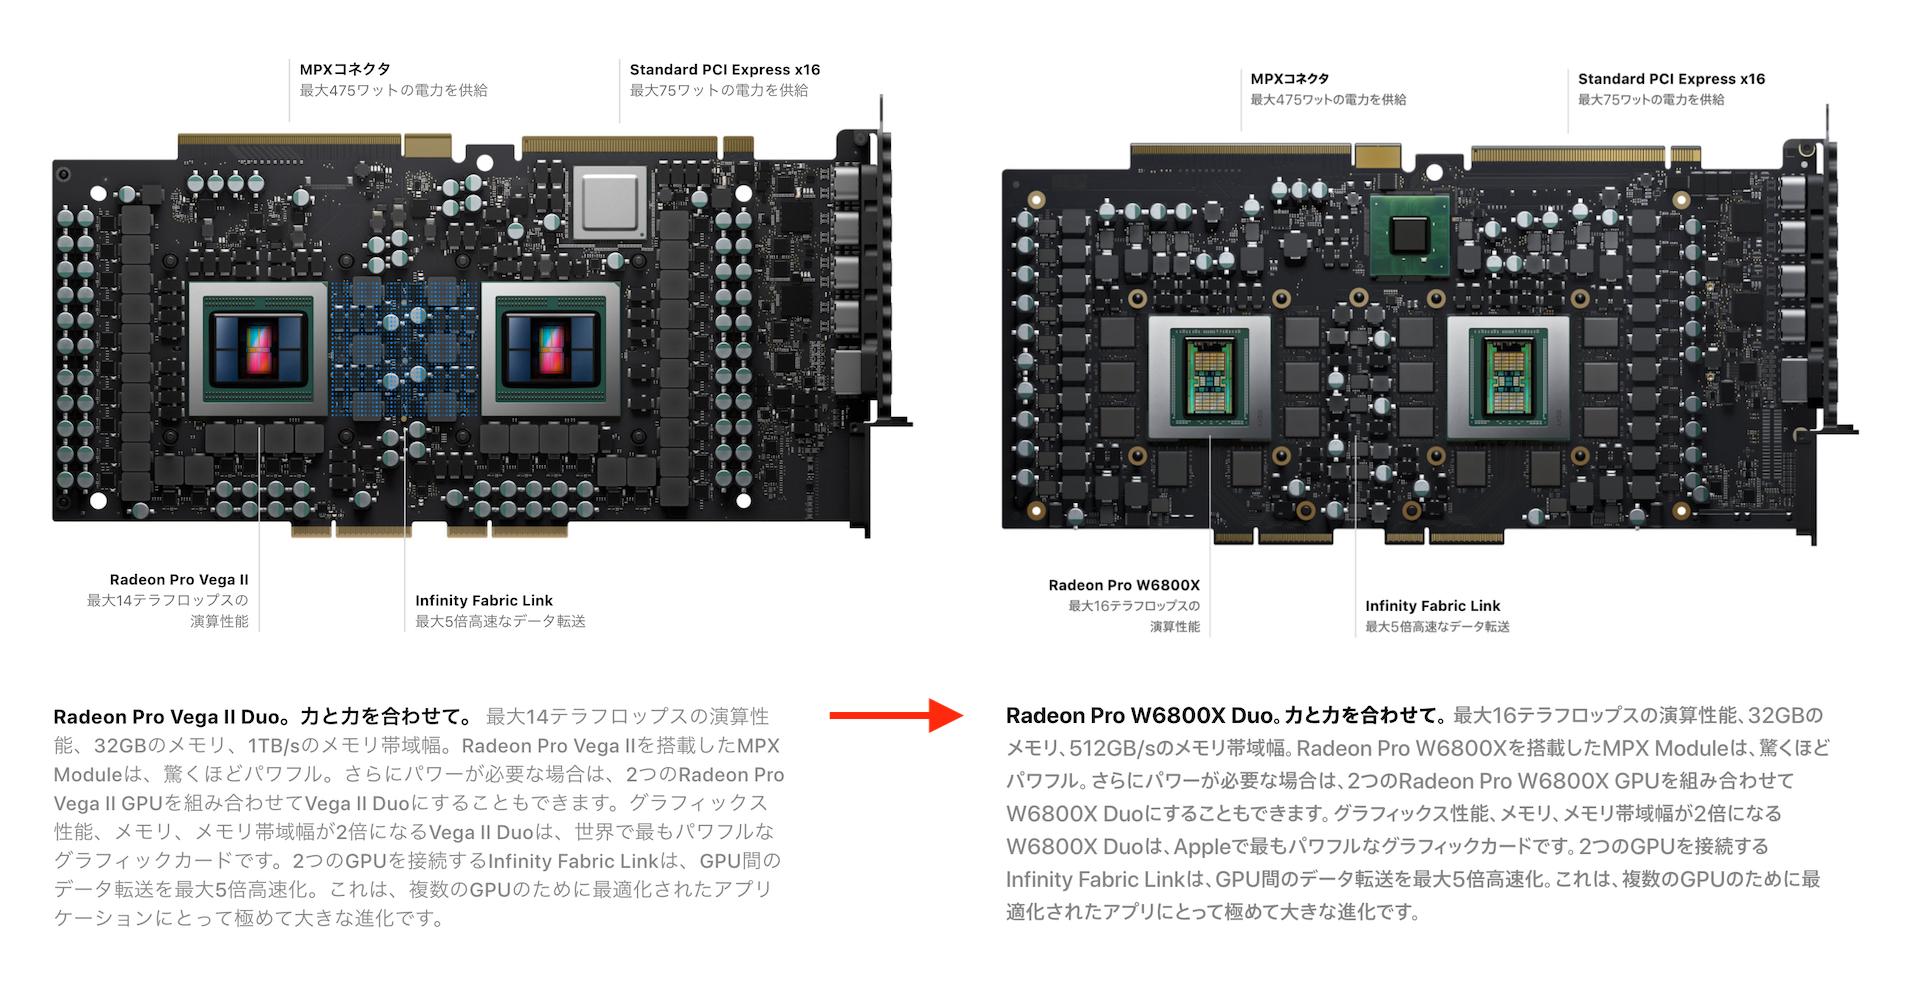 MPXコネクタ
最大475ワットの電力を供給
Standard PCI Express x16
最大75ワットの電力を供給
Radeon Pro Vega II
最大14テラフロップスの
演算性能
Infinity Fabric Link
最大5倍高速なデータ転送
Radeon Pro Vega II Duo。力と力を合わせて。最大14テラフロップスの演算性
能、32GBのメモリ、1TB/sのメモリ帯域幅。Radeon Pro Vega IIを搭載したMPX
Moduleは、驚くほどパワフル。さらにパワーが必要な場合は、2つのRadeon Pro
Vega II GPUを組み合わせてVega II Duoにすることもできます。グラフィックス
性能、メモリ、メモリ帯域幅が2倍になるVega II Duoは、世界で最もパワフルな
グラフィックカードです。2つのGPUを接続するInfinity Fabric Linkは、GPU間の
データ転送を最大5倍高速化。これは、複数のGPUのために最適化されたアプリ
ケーションにとって極めて大きな進化です。
MPXコネクタ
最大475ワットの電力を供給
Standard PCI Express x16
最大75ワットの電力を供給
Radeon Pro W6800X
最大16テラフロップスの
演算性能
Infinity Fabric Link
最大5倍高速なデータ転送
Radeon Pro W6800X Duo。力と力を合わせて。最大16テラフロップスの演算性能、32GBの
メモリ、512GB/sのメモリ帯域幅。Radeon Pro W6800Xを搭載したMPX Moduleは、驚くほど
パワフル。さらにパワーが必要な場合は、2つのRadeon Pro W6800X GPUを組み合わせて
W6800X Duoにすることもできます。グラフィックス性能、メモリ、メモリ帯域幅が2倍になる
W6800X Duoは、Appleで最もパワフルなグラフィックカードです。2つのGPUを接続する
Infinity Fabric Linkは、GPU間のデータ転送を最大5倍高速化。これは、複数のGPUのために最
適化されたアプリにとって極めて大きな進化です。